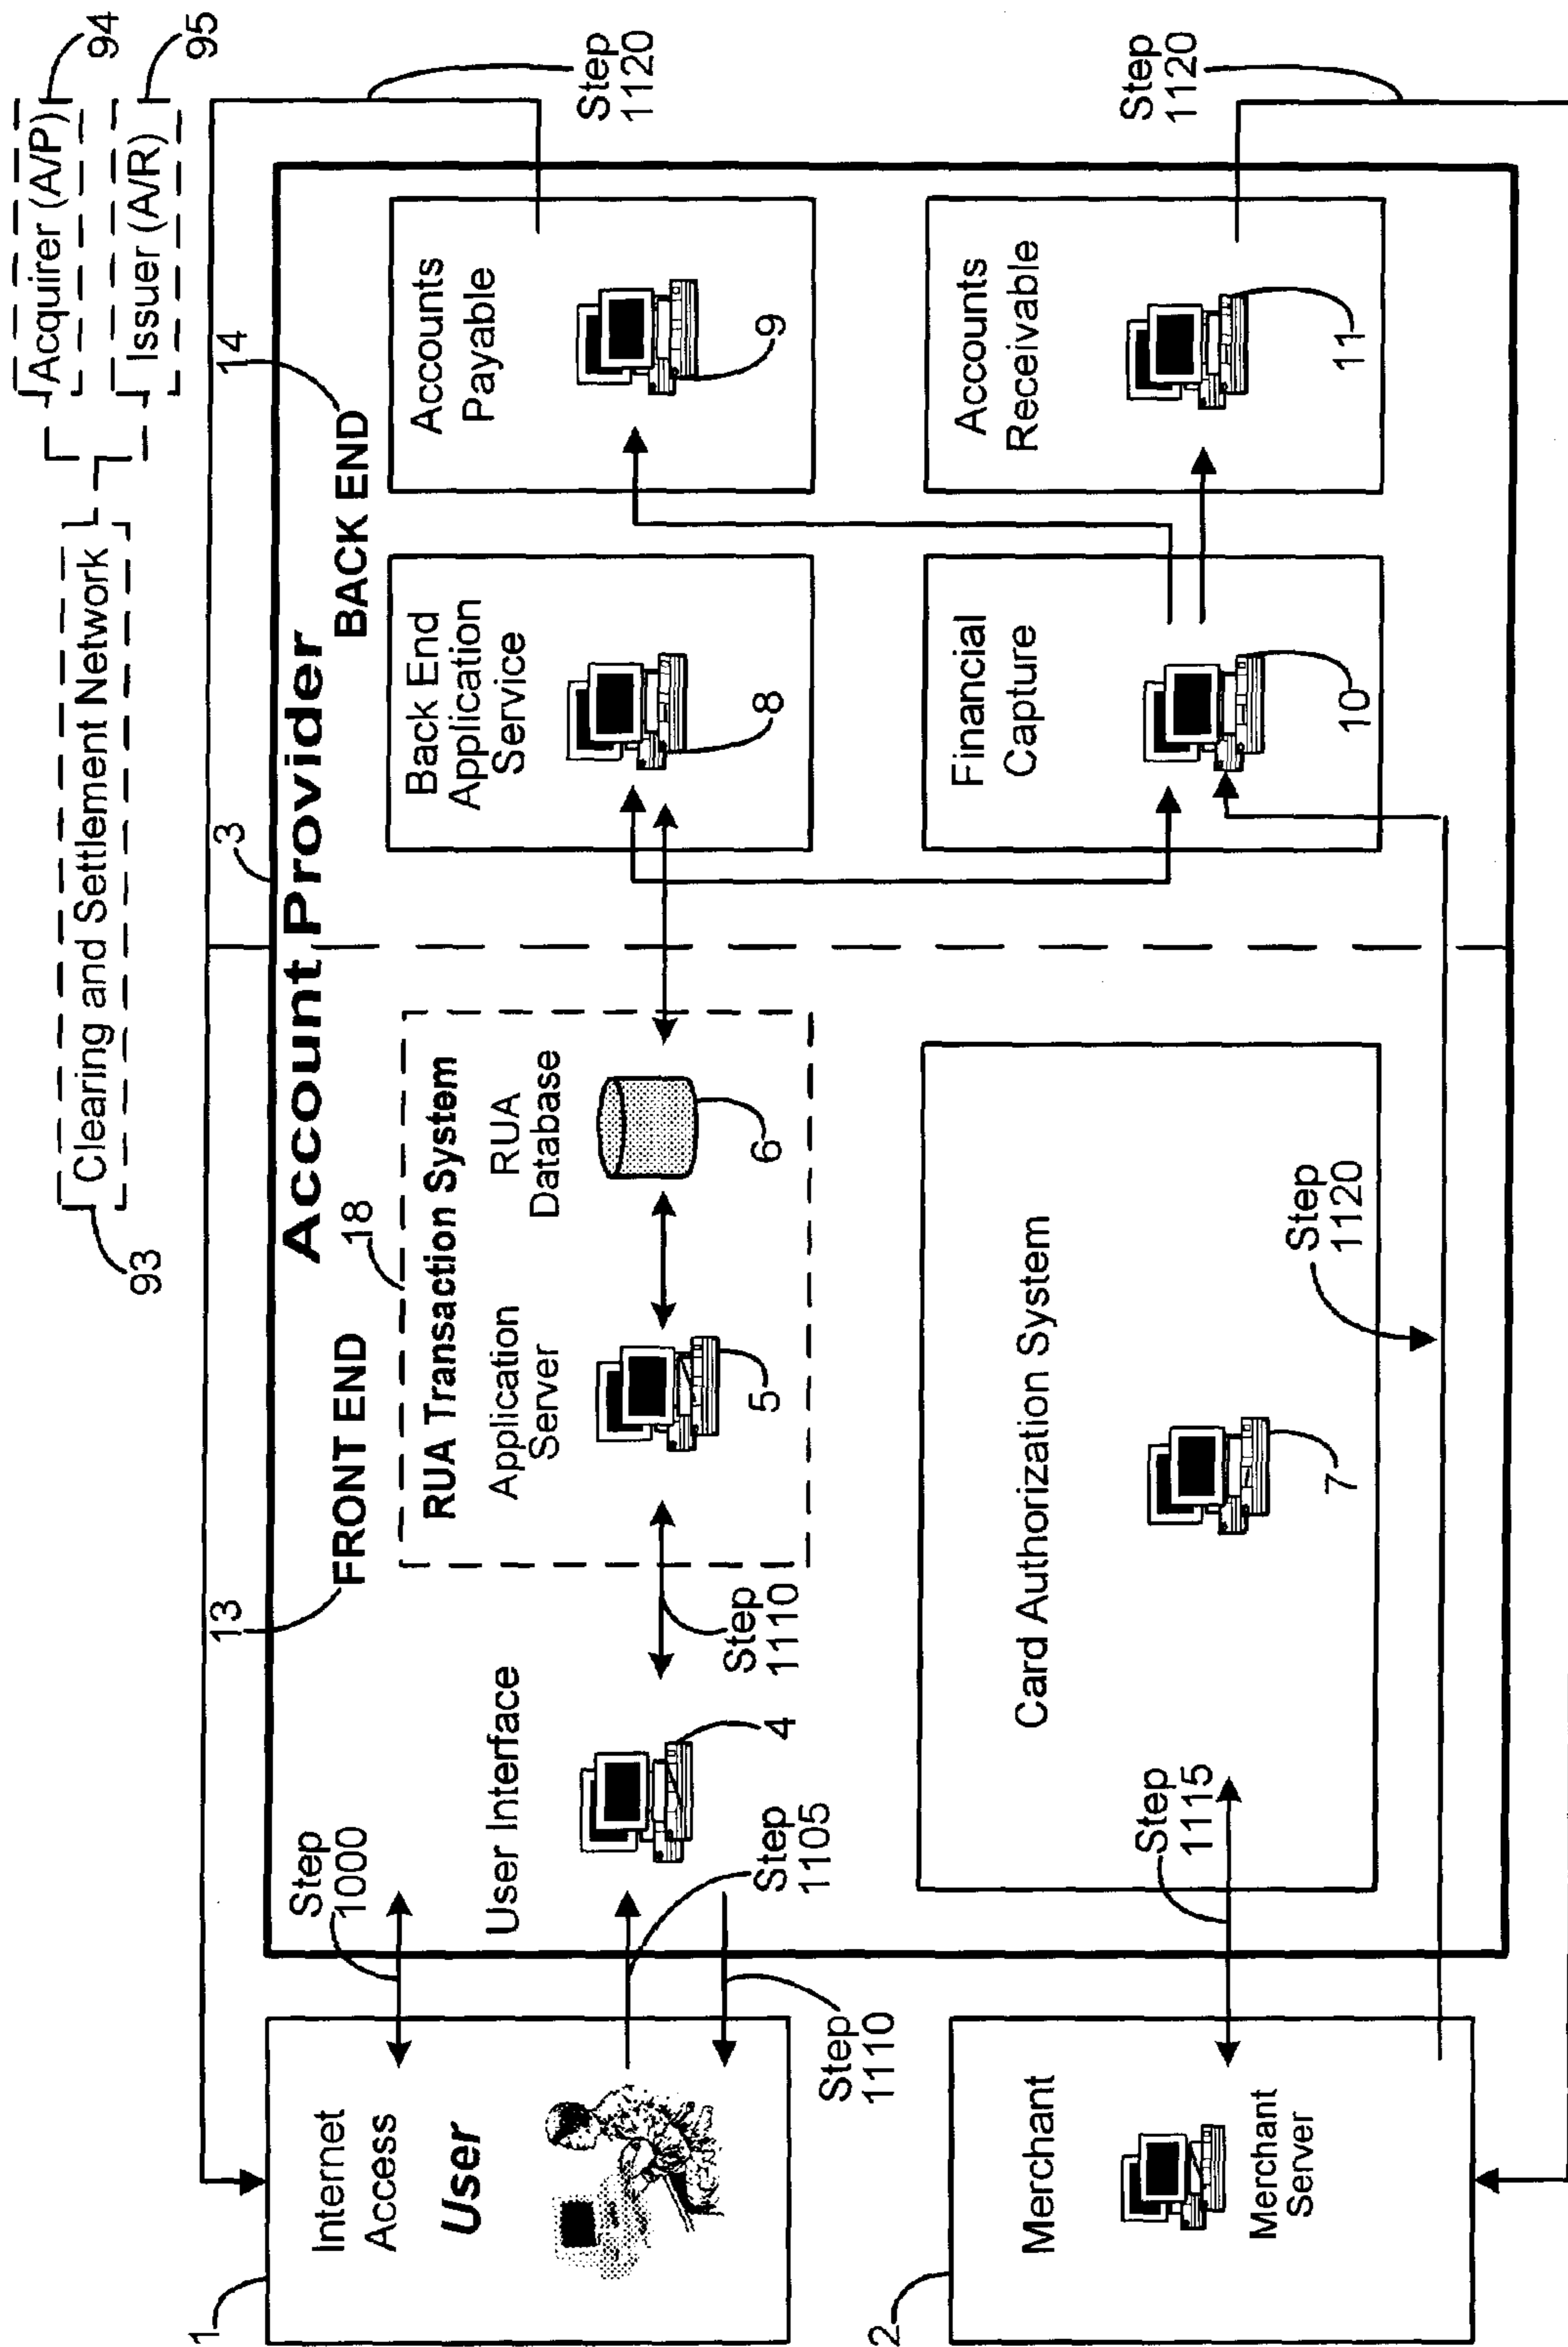 Clearing and Settlement Network
93
Acquirer (A/P)
94
Issuer (A/R)
95
3
Account Provider
13
FRONT END
14
BACK END
1
Internet
Access
User
Step
1000
Step
1105
Step
1110
User Interface
4
Step
1110
18
RUA Transaction System
Application
Server
5
RUA
Database
6
Back End
Application
Service
8
Accounts
Payable
9
Step
1120
2
Merchant
Merchant
Server
Step
1115
Card Authorization System
7
Step
1120
Financial
Capture
10
Accounts
Receivable
11
Step
1120